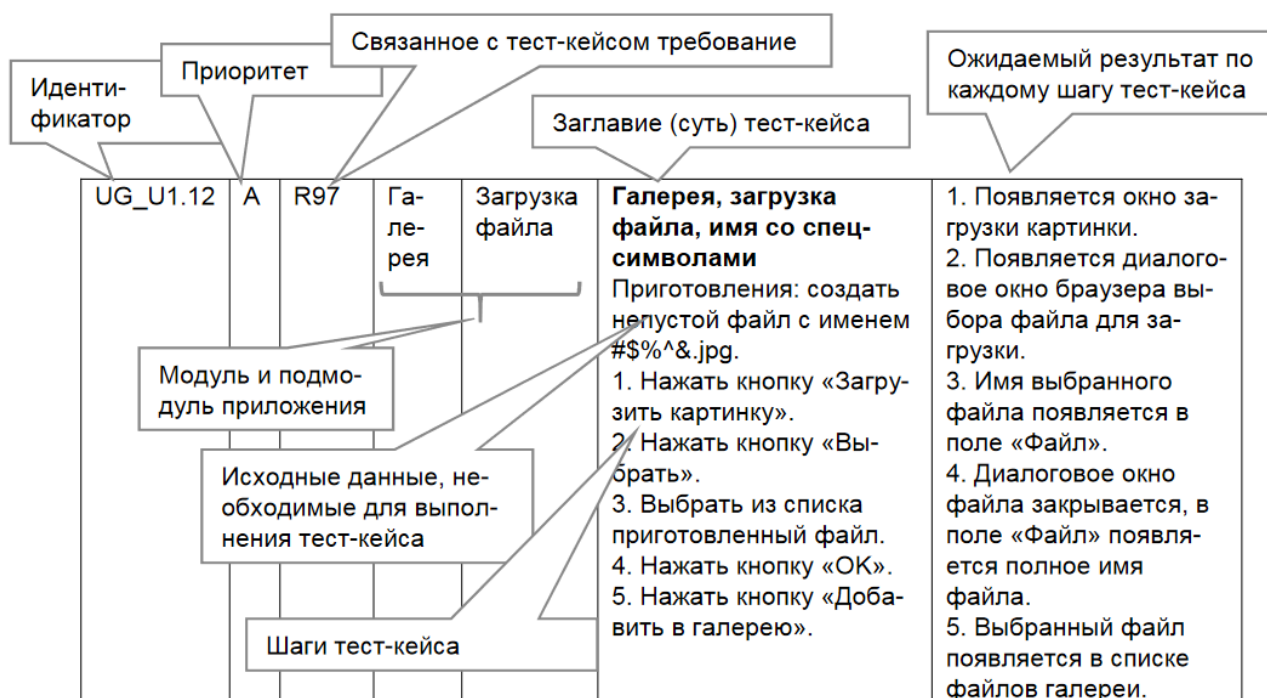 Связанное с тест-кейсом требование
Приоритет
Иденти-
фикатор
Заглавие (суть) тест-кейса
Ожидаемый результат по
каждому шагу тест-кейса
UG_U1.12
A
R97
Га-
ле-
рея
Загрузка
файла
Галерея, загрузка
файла, имя со спец-
символами
Приготовления: создать
непустой файл с именем
#$%^&.jpg.
1. Нажать кнопку «Загру-
зить картинку».
2. Нажать кнопку «Вы-
брать».
3. Выбрать из списка
приготовленный файл.
4. Нажать кнопку «OK».
5. Нажать кнопку «Доба-
вить в галерею».
1. Появляется окно за-
грузки картинки.
2. Появляется диалого-
вое окно браузера вы-
бора файла для за-
грузки.
3. Имя выбранного
файла появляется в
поле «Файл».
4. Диалоговое окно
файла закрывается, в
поле «Файл» появля-
ется полное имя
файла.
5. Выбранный файл
появляется в списке
файлов галереи.
Модуль и подмо-
дуль приложения
Исходные данные, не-
обходимые для выпол-
нения тест-кейса
Шаги тест-кейса